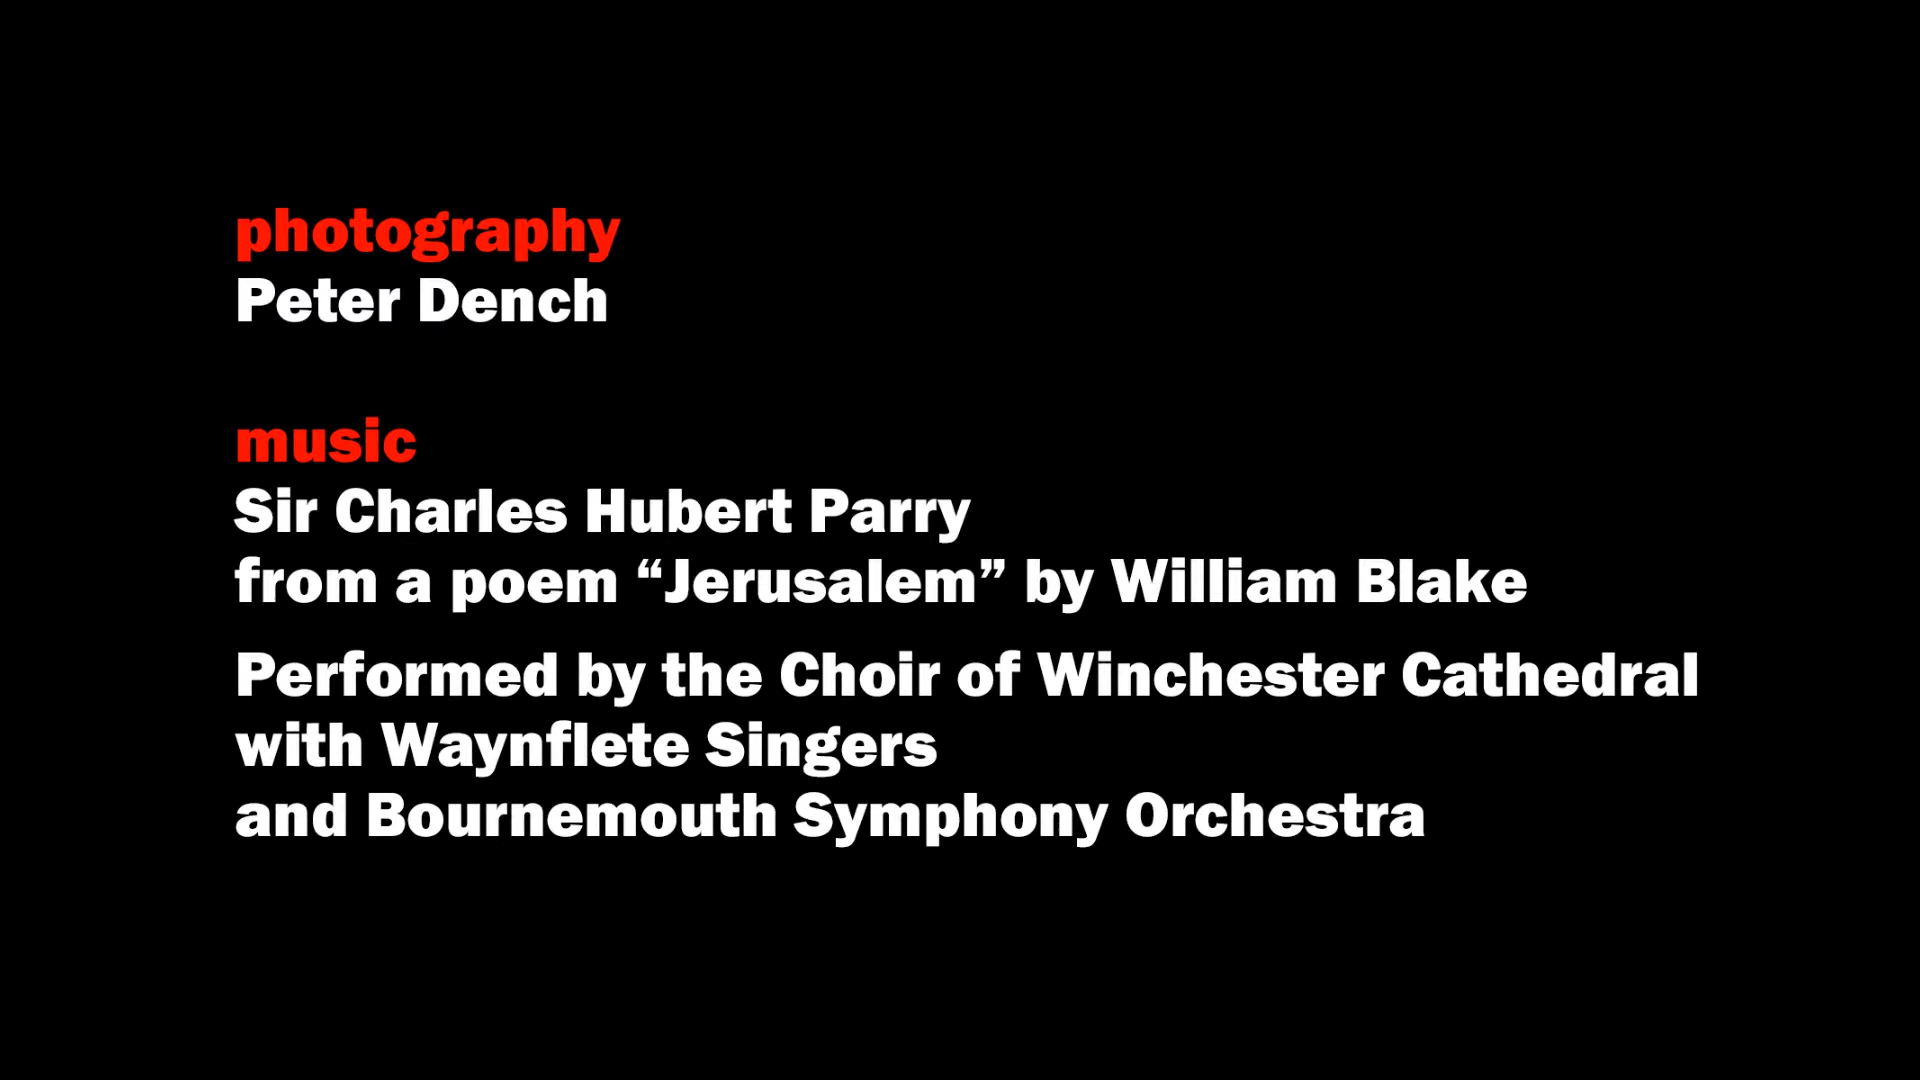 photography
Peter Dench
music
Sir Charles Hubert Parry
from a poem “Jerusalem” by William Blake
Performed by the Choir of Winchester Cathedral
with Waynflete Singers
and Bournemouth Symphony Orchestra